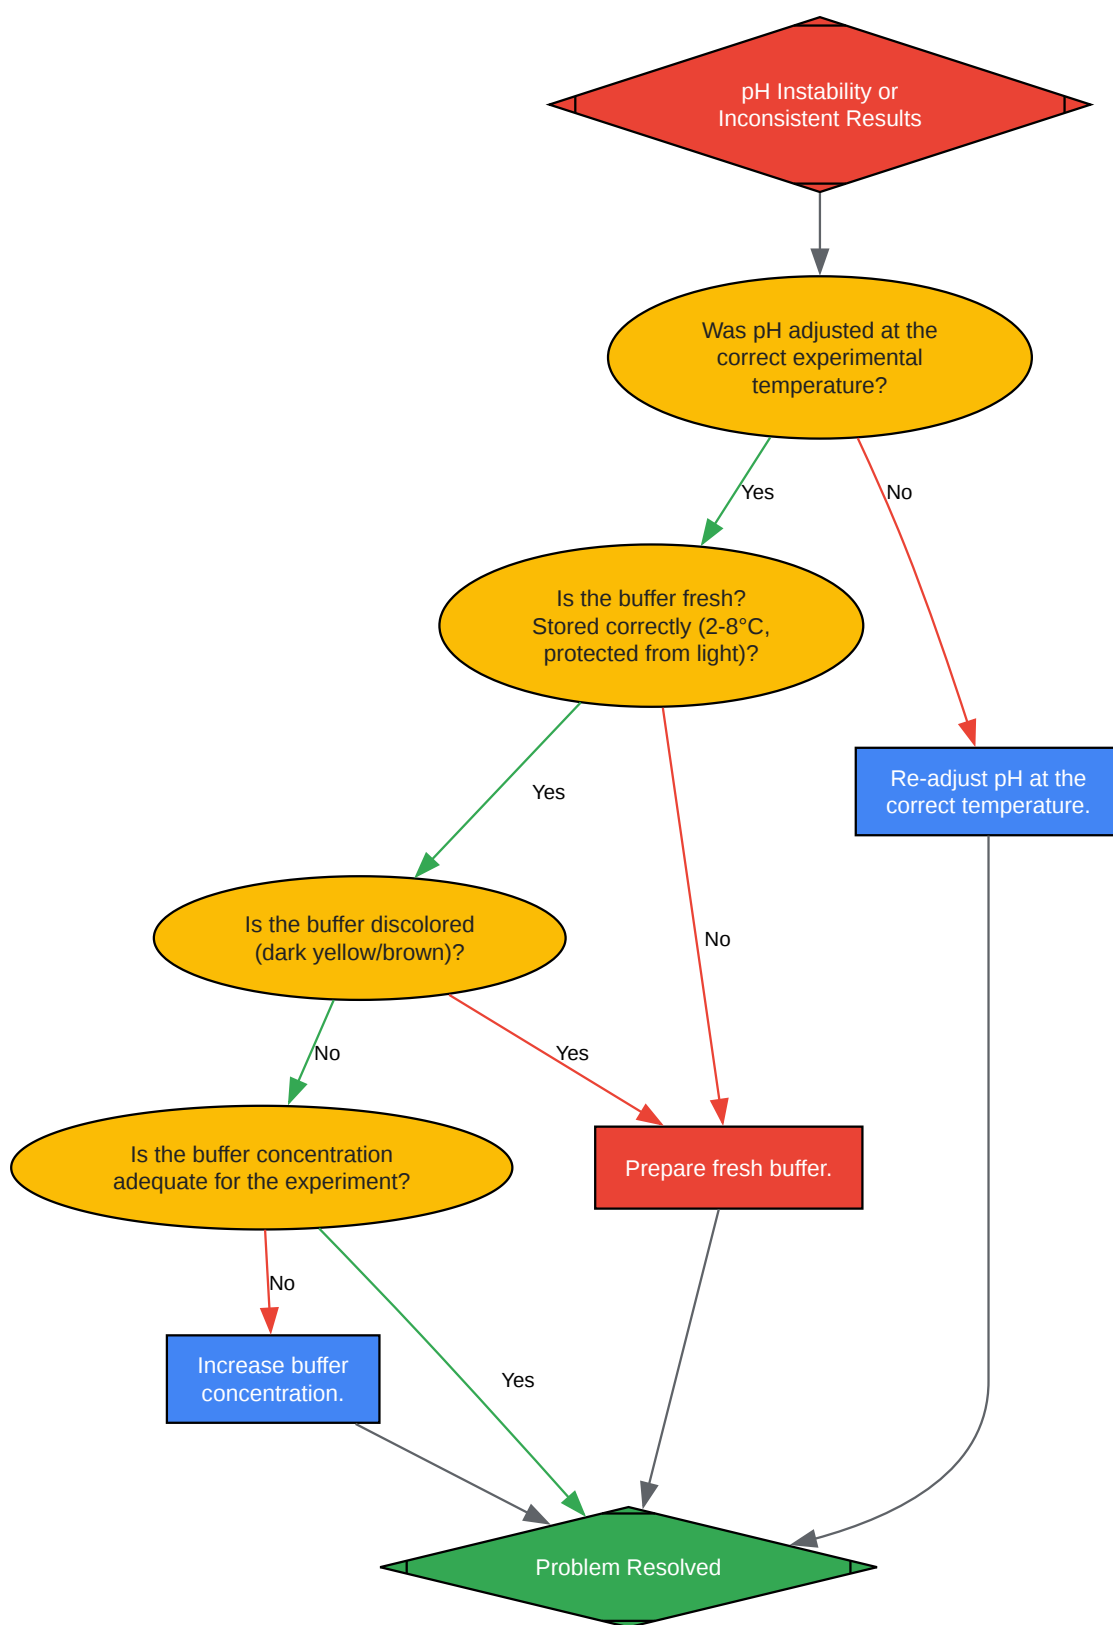 pH Instability or
Inconsistent Results
Was pH adjusted at the
correct experimental
temperature?
Yes
No
Is the buffer fresh?
Stored correctly (2-8°C,
protected from light)?
Re-adjust pH at the
correct temperature.
Yes
No
Is the buffer discolored
(dark yellow/brown)?
No
Yes
Is the buffer concentration
adequate for the experiment?
Prepare fresh buffer.
No
Yes
Increase buffer
concentration.
Problem Resolved